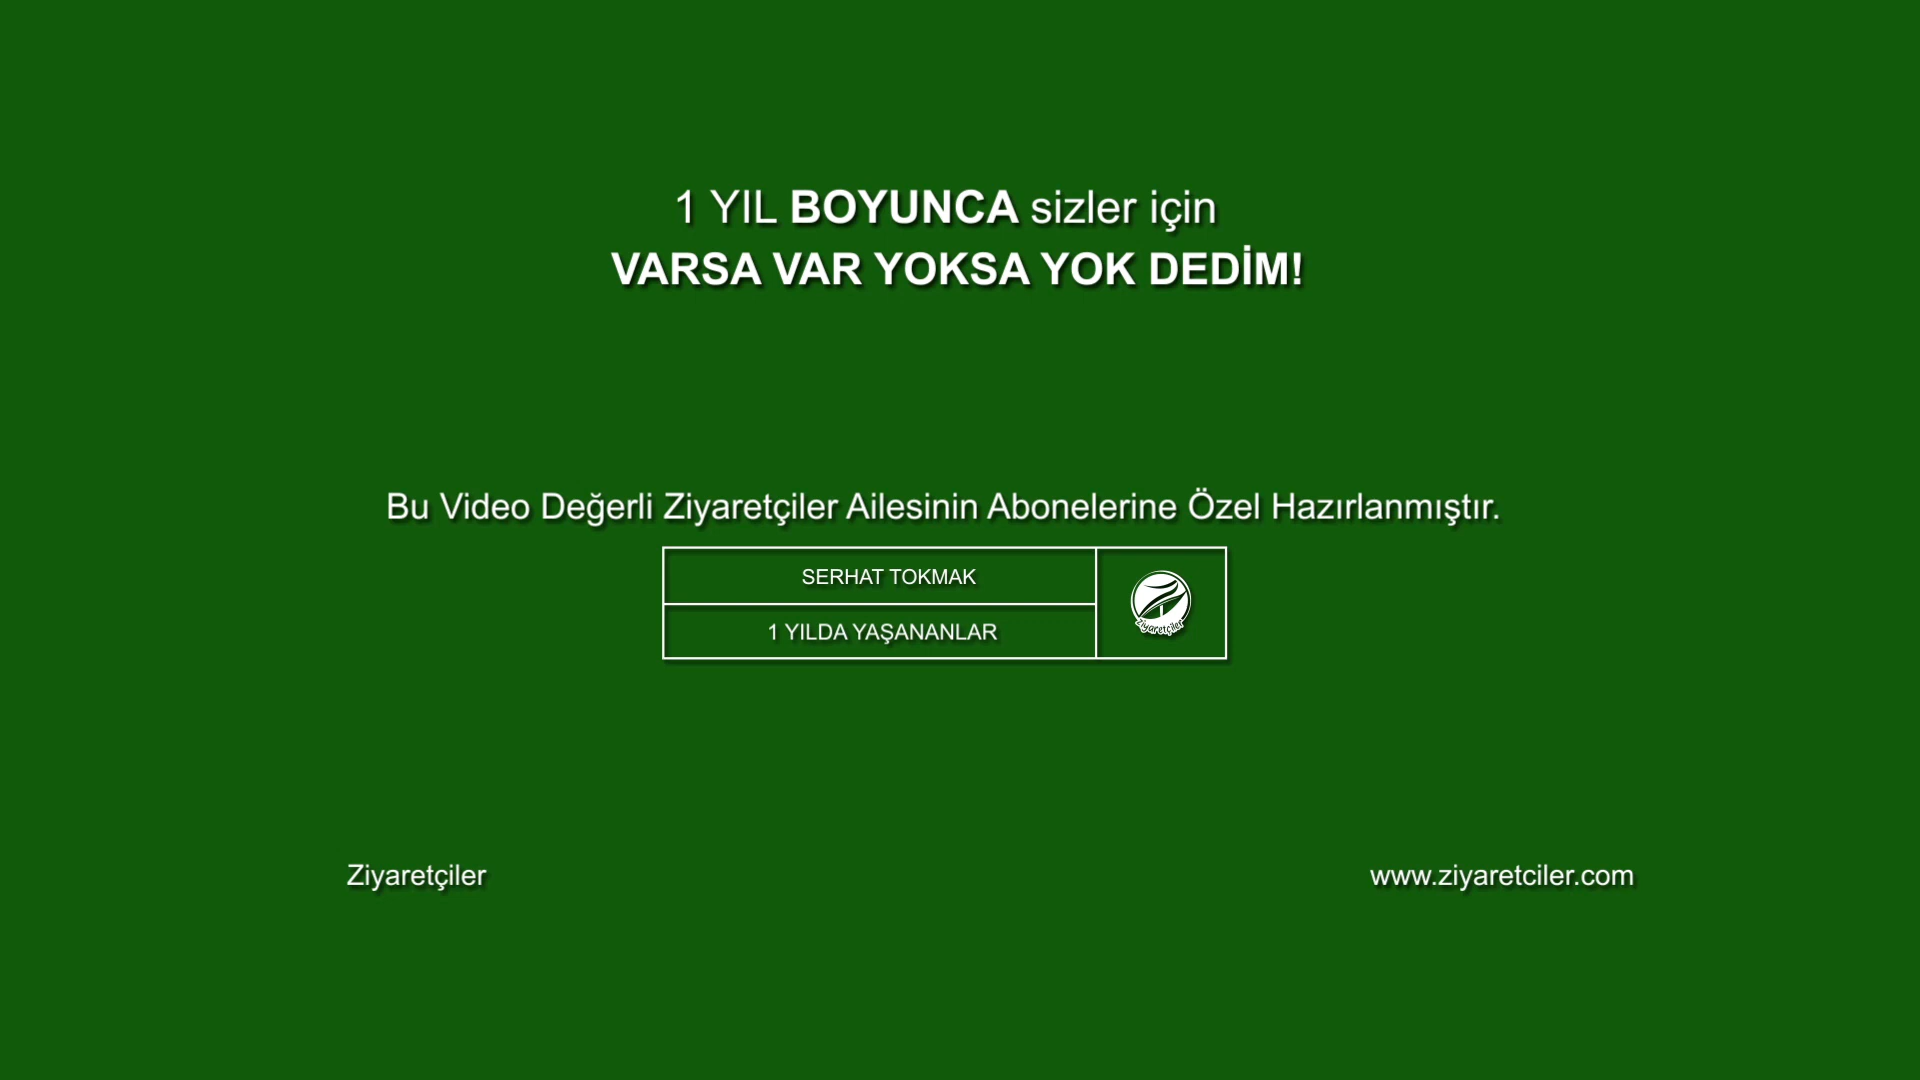 1 YIL BOYUNCA sizler için
VARSA VAR YOKSA YOK DEDİM!
Bu Video Değerli Ziyaretçiler Ailesinin Abonelerine Özel Hazırlanmıştır.
SERHAT TOKMAK
1 YILDA YAŞANANLAR
ziyaretçiler
Ziyaretçiler
www.ziyaretciler.com